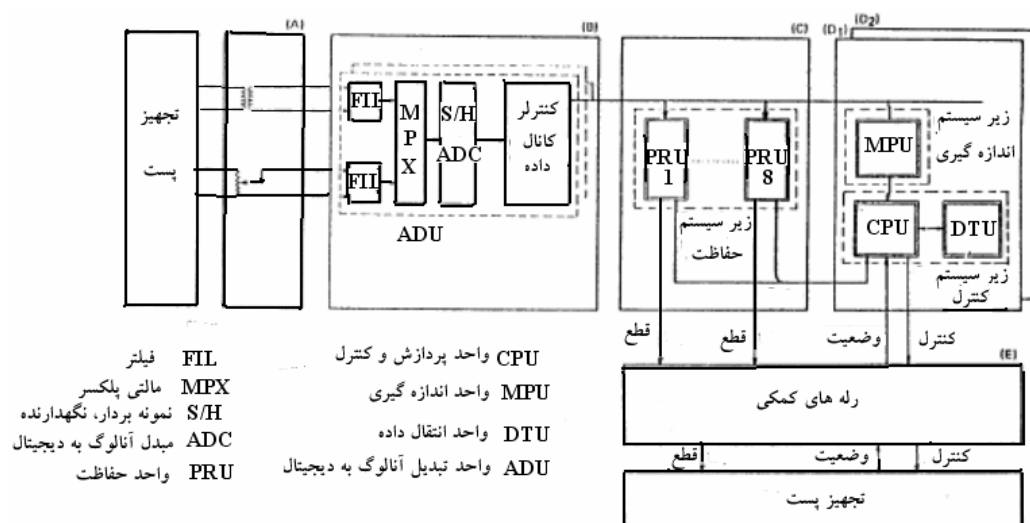 (A)
(B)
(C)
(D1)
(D2)
تجهیز
پست
FIL
FIL
MPX
S/H
ADC
کنترلر
کانال
داده
ADU
PRU
1
PRU
8
زیر سیستم
حفاظت
MPU
زیر سیستم
اندازه گیری
CPU
DTU
زیر سیستم
کنترل
قطع
قطع
وضعیت
کنترل
(E)
رله های کمکی
قطع
وضعیت
کنترل
تجهیز پست
FIL فیلتر
MPX مالتی پلکسر
S/H نمونه بردار، نگهدارنده
ADC مبدل آنالوگ به دیجیتال
PRU واحد حفاظت
CPU واحد پردازش و کنترل
MPU واحد اندازه گیری
DTU واحد انتقال داده
ADU واحد تبدیل آنالوگ به دیجیتال